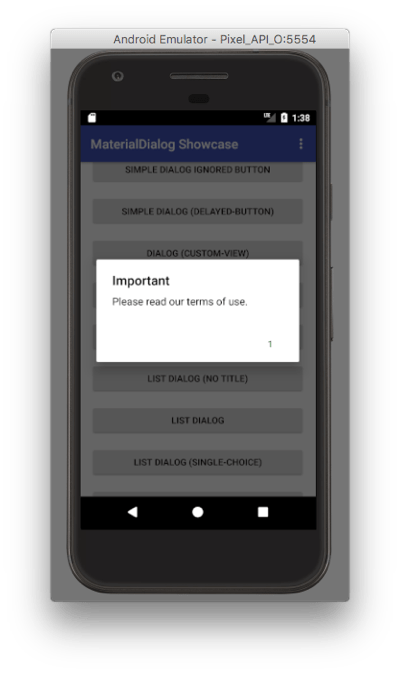 Android Emulator - Pixel_API_O:5554
LTE 1:38
MaterialDialog Showcase
SIMPLE DIALOG IGNORED BUTTON
SIMPLE DIALOG (DELAYED-BUTTON)
DIALOG (CUSTOM-VIEW)
Important
Please read our terms of use.
1
LIST DIALOG (NO TITLE)
LIST DIALOG
LIST DIALOG (SINGLE-CHOICE)